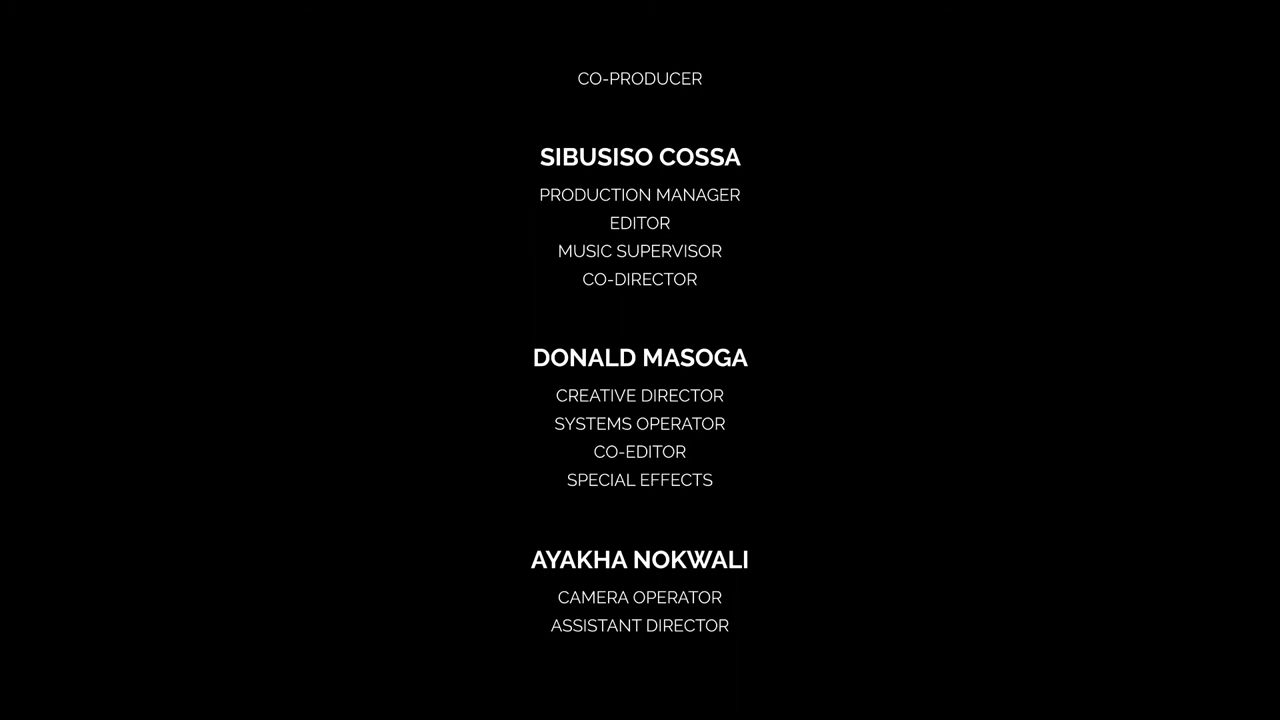 CO-PRODUCER
SIBUSISO COSSA
PRODUCTION MANAGER
EDITOR
MUSIC SUPERVISOR
CO-DIRECTOR
DONALD MASOGA
CREATIVE DIRECTOR
SYSTEMS OPERATOR
CO-EDITOR
SPECIAL EFFECTS
AYAKHA NOKWALI
CAMERA OPERATOR
ASSISTANT DIRECTOR